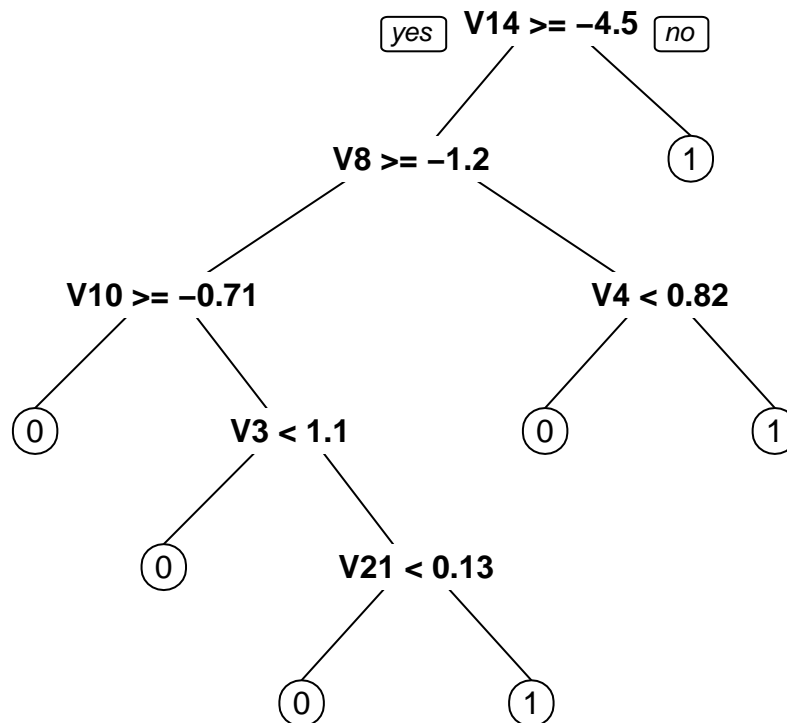 yes V14 >= −4.5 no
V8 >= −1.2 1
V10 >= −0.71 V4 < 0.82
0 V3 < 1.1 0 1
0 V21 < 0.13
0 1